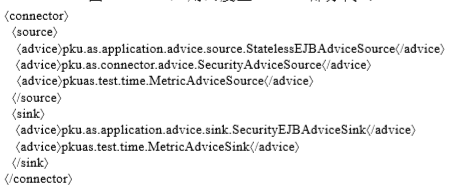 〈connector〉
〈source〉
〈advice〉pku.as.application.advice.source.StatelessEJBAdviceSource〈/advice〉
〈advice〉pku.as.connector.advice.SecurityAdviceSource〈/advice〉
〈advice〉pkuas.test.time.MetricAdviceSource〈/advice〉
〈/source〉
〈sink〉
〈advice〉pku.as.application.advice.sink.SecurityEJBAdviceSink〈/advice〉
〈advice〉pkuas.test.time.MetricAdviceSink〈/advice〉
〈/sink〉
〈/connector〉